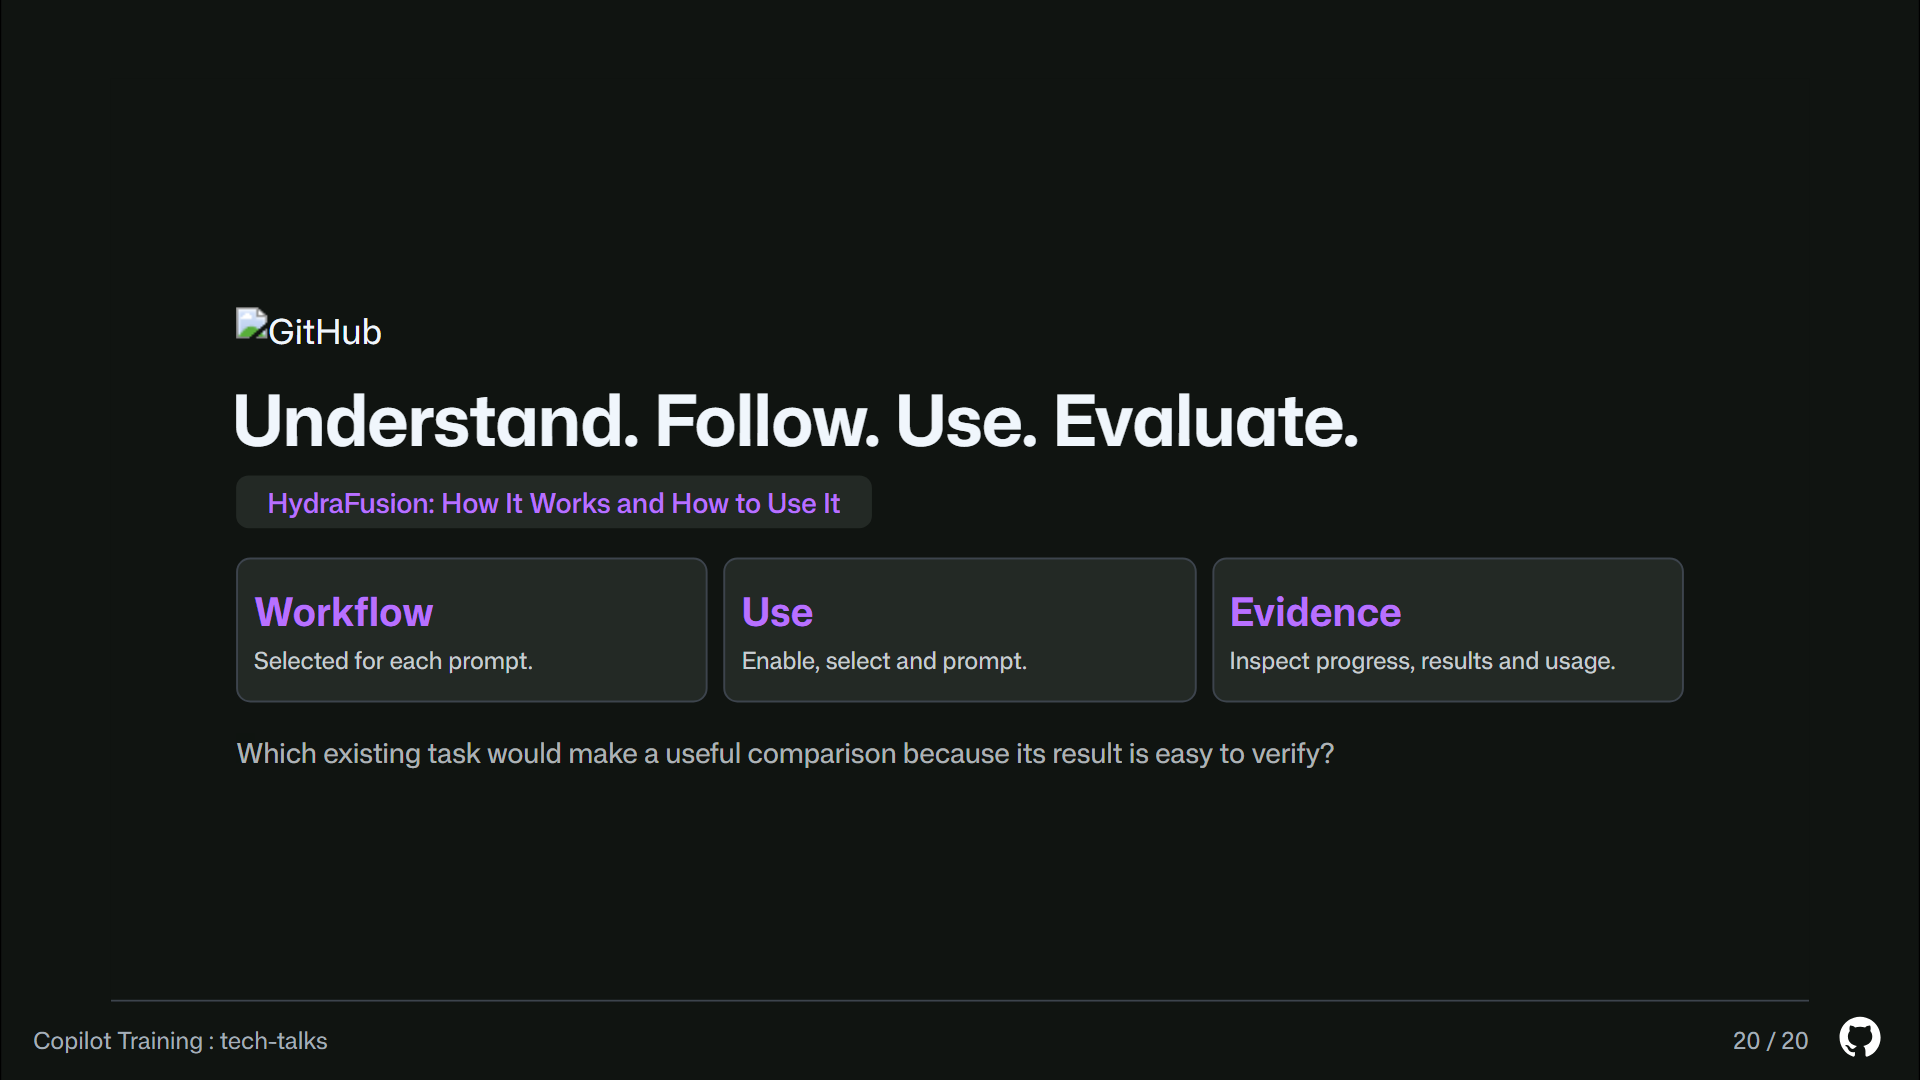 GitHub
Understand. Follow. Use. Evaluate.
HydraFusion: How It Works and How to Use It
Workflow
Selected for each prompt.
Use
Enable, select and prompt.
Evidence
Inspect progress, results and usage.
Which existing task would make a useful comparison because its result is easy to verify?
Copilot Training : tech-talks
20 / 20